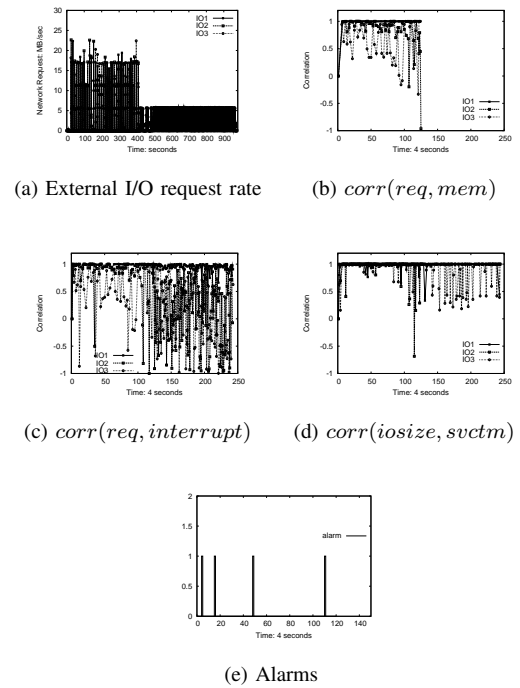 30
25
20
15
10
5
0
Network Request: MB/sec
IO1
IO2
IO3
0 100 200 300 400 500 600 700 800 900
Time: seconds
(a) External I/O request rate
1
0.5
0
-0.5
-1
Correlation
IO1
IO2
IO3
0 50 100 150 200 250
Time: 4 seconds
(b) corr(req, mem)
1
0.5
0
-0.5
-1
Correlation
IO1
IO2
IO3
0 50 100 150 200 250
Time: 4 seconds
(c) corr(req, interrupt)
1
0.5
0
-0.5
-1
Correlation
IO1
IO2
IO3
0 50 100 150 200 250
Time: 4 seconds
(d) corr(iosize, svctm)
2
1.5
1
0.5
0
alarm
0 20 40 60 80 100 120 140
Time: 4 seconds
(e) Alarms